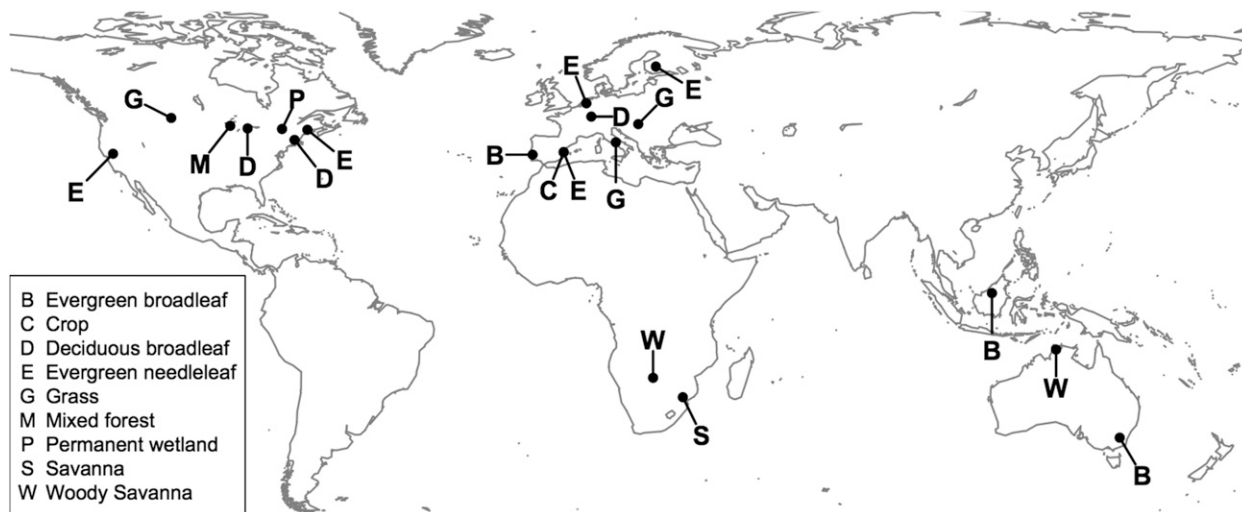 E
G
P
E
G
D
M
D
E
D
B
E
C
E
G
B Evergreen broadleaf
C Crop
D Deciduous broadleaf
E Evergreen needleleaf
G Grass
M Mixed forest
P Permanent wetland
S Savanna
W Woody Savanna
W
B
W
S
B